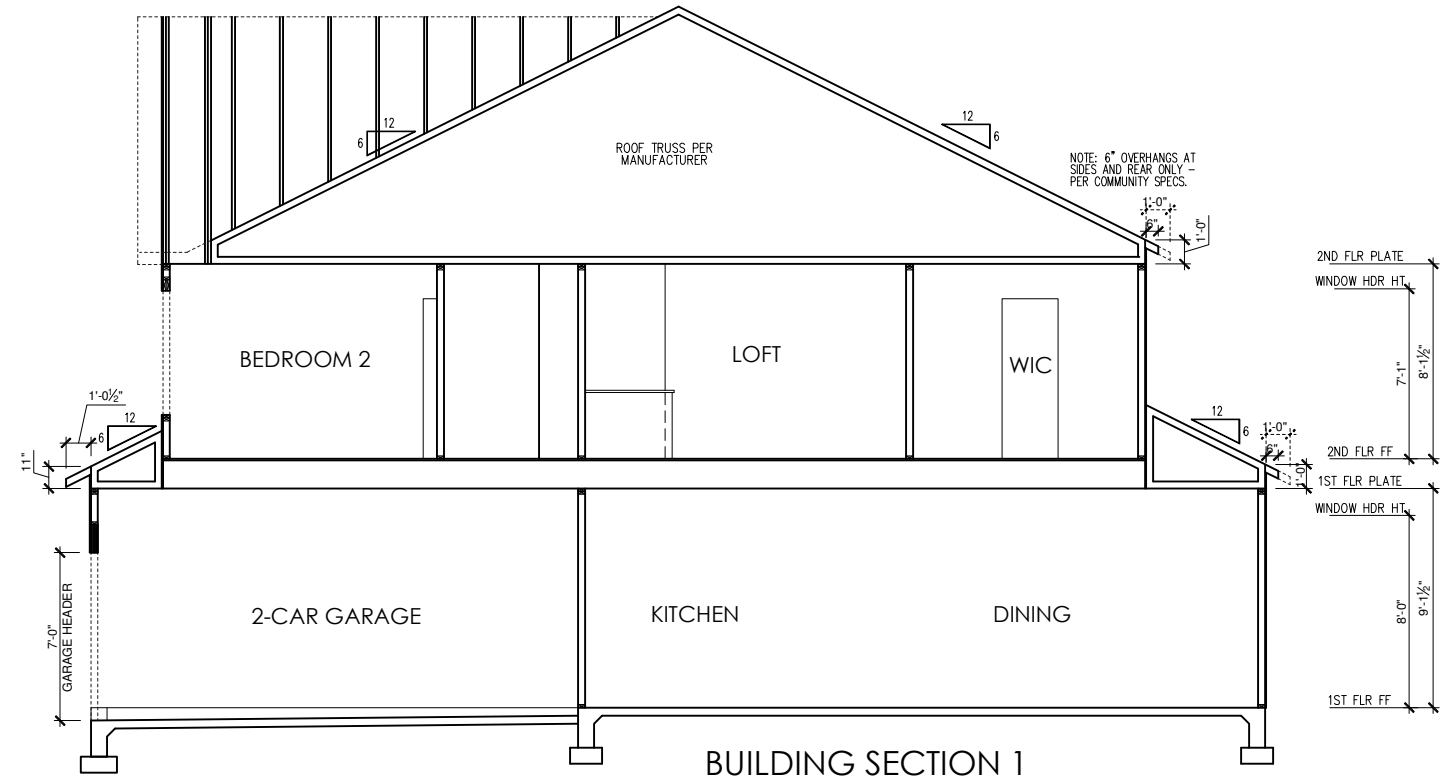 12
6
ROOF TRUSS PER
MANUFACTURER
12
6
NOTE: 6" OVERHANGS AT
SIDES AND REAR ONLY –
PER COMMUNITY SPECS.
1'-0"
6"
1'-0"
2ND FLR PLATE
WINDOW HDR HT
BEDROOM 2
LOFT
WIC
7'-1"
8'-1½"
1'-0½"
12
6
11"
12
6
1'-0"
6"
1'-0"
2ND FLR FF
1ST FLR PLATE
WINDOW HDR HT
7'-0"
GARAGE HEADER
2-CAR GARAGE
KITCHEN
DINING
8'-0"
9'-1½"
1ST FLR FF
BUILDING SECTION 1